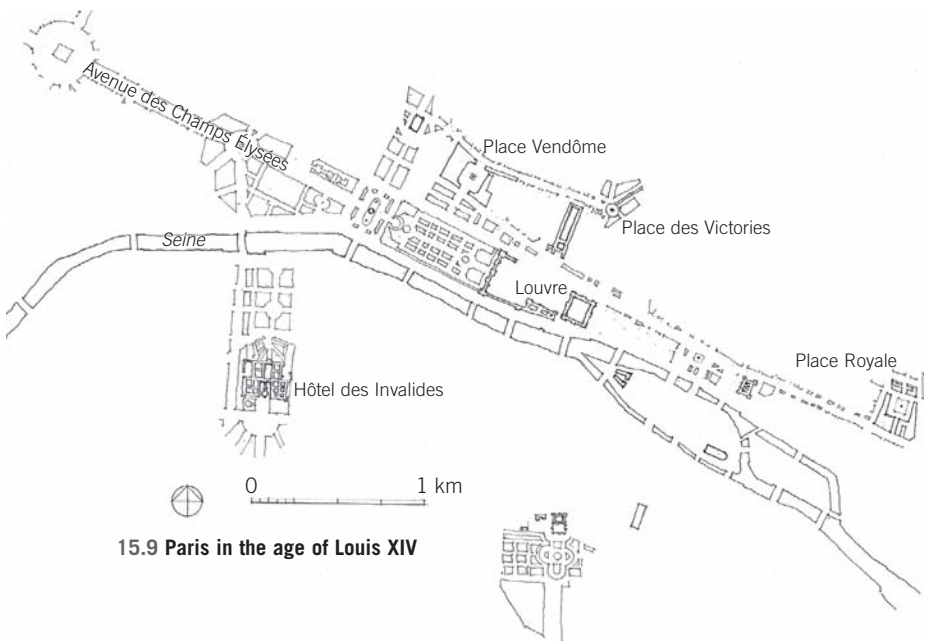 Avenue des Champs Élysées
Place Vendôme
Place des Victories
Seine
Louvre
Place Royale
Hôtel des Invalides
0 1 km
15.9 Paris in the age of Louis XIV